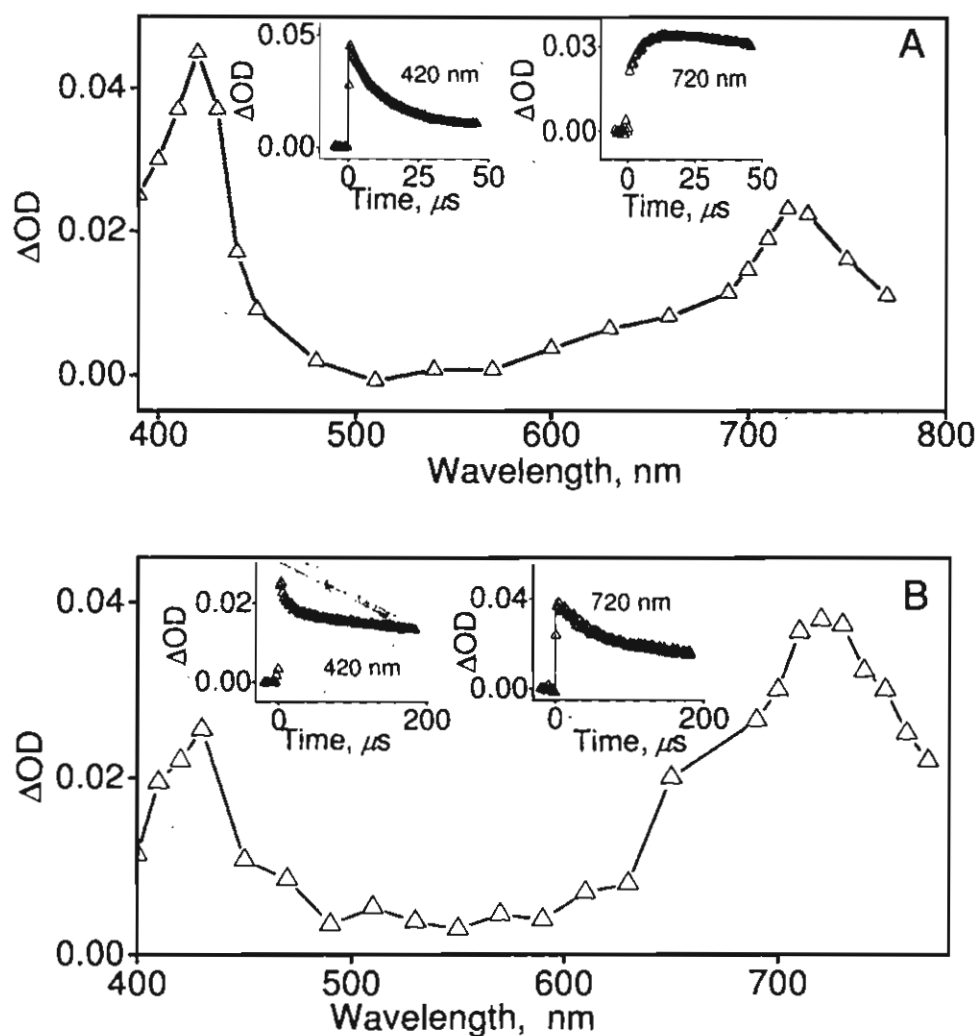 A
0.04
0.02
0.00
ΔOD
400 500 600 700 800
Wavelength, nm
0.05
0.00
ΔOD
420 nm
0 25 50
Time, μs
0.03
0.00
ΔOD
720 nm
0 25 50
Time, μs
B
0.04
0.02
0.00
ΔOD
400 500 600 700
Wavelength, nm
0.02
0.00
ΔOD
420 nm
0 200
Time, μs
0.04
0.00
ΔOD
720 nm
0 200
Time, μs